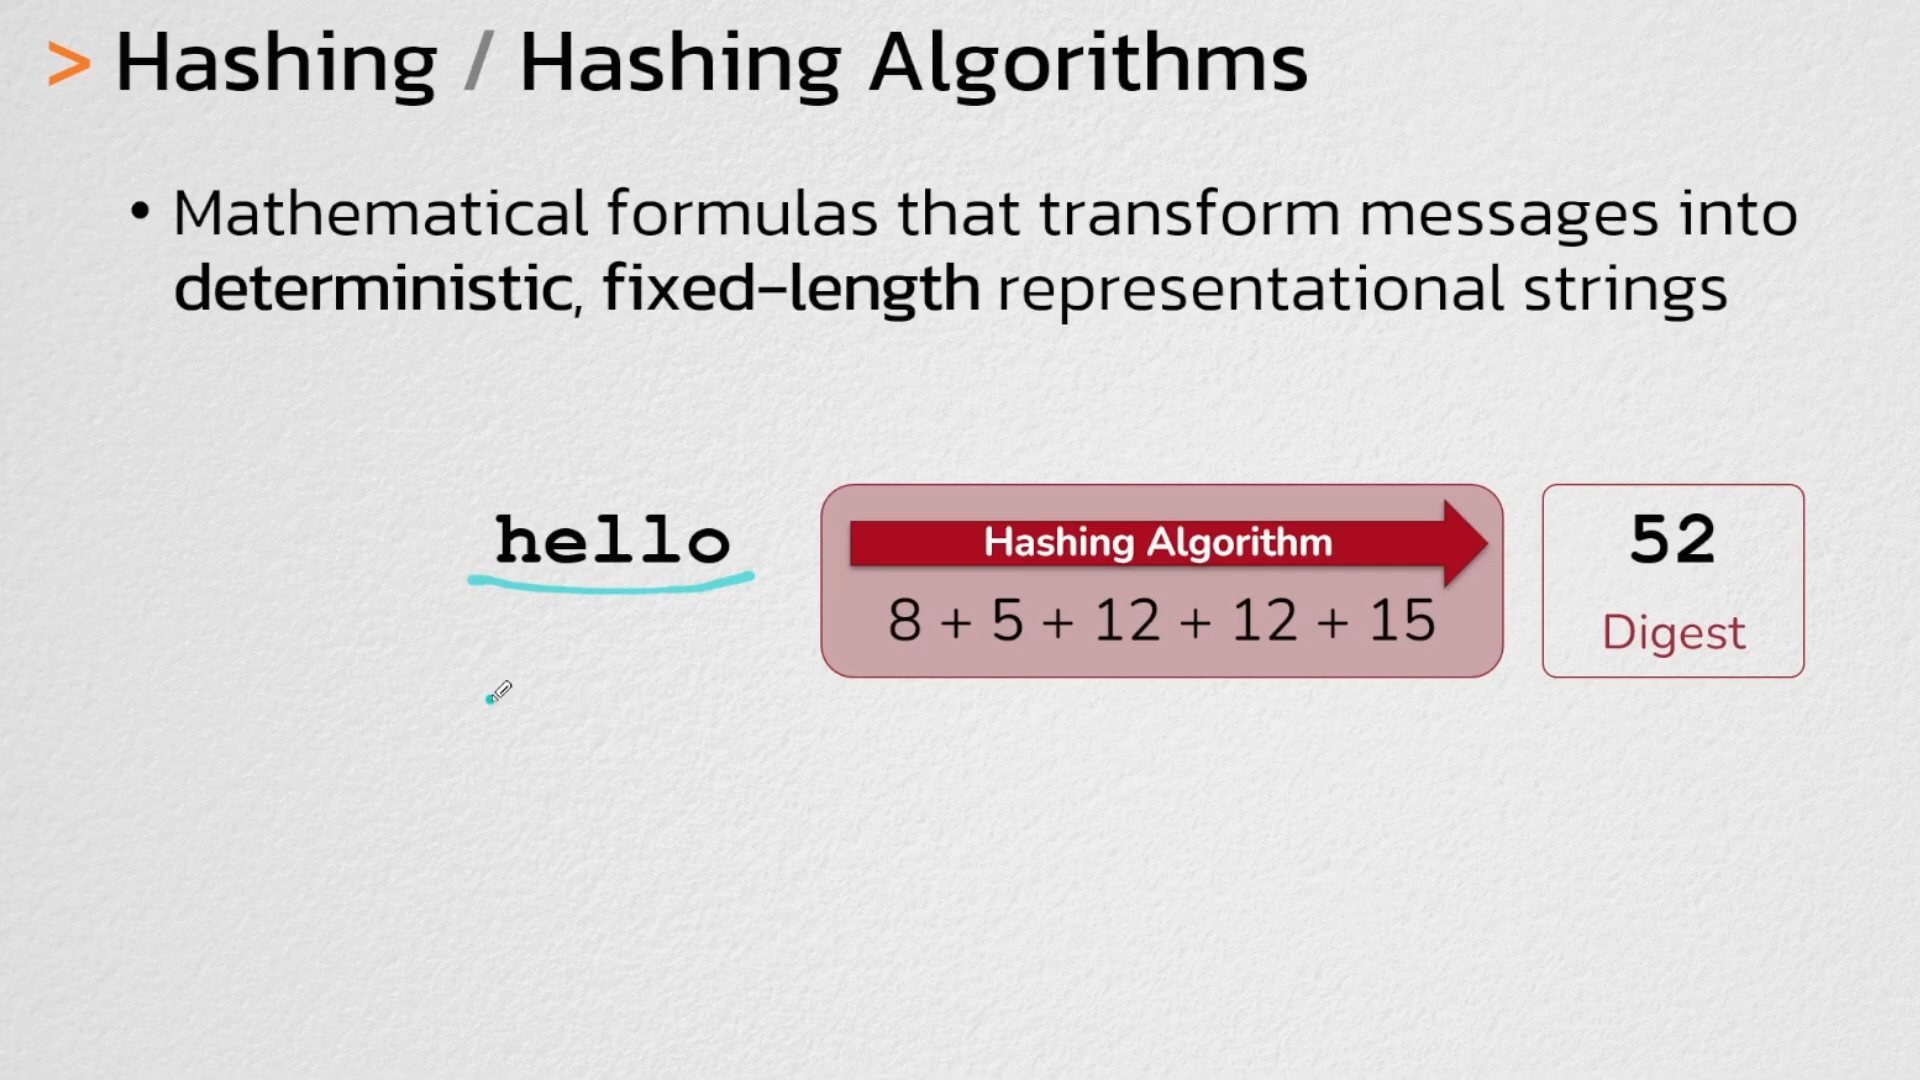 > Hashing / Hashing Algorithms
• Mathematical formulas that transform messages into
deterministic, fixed-length representational strings
hello
Hashing Algorithm
8 + 5 + 12 + 12 + 15
52
Digest